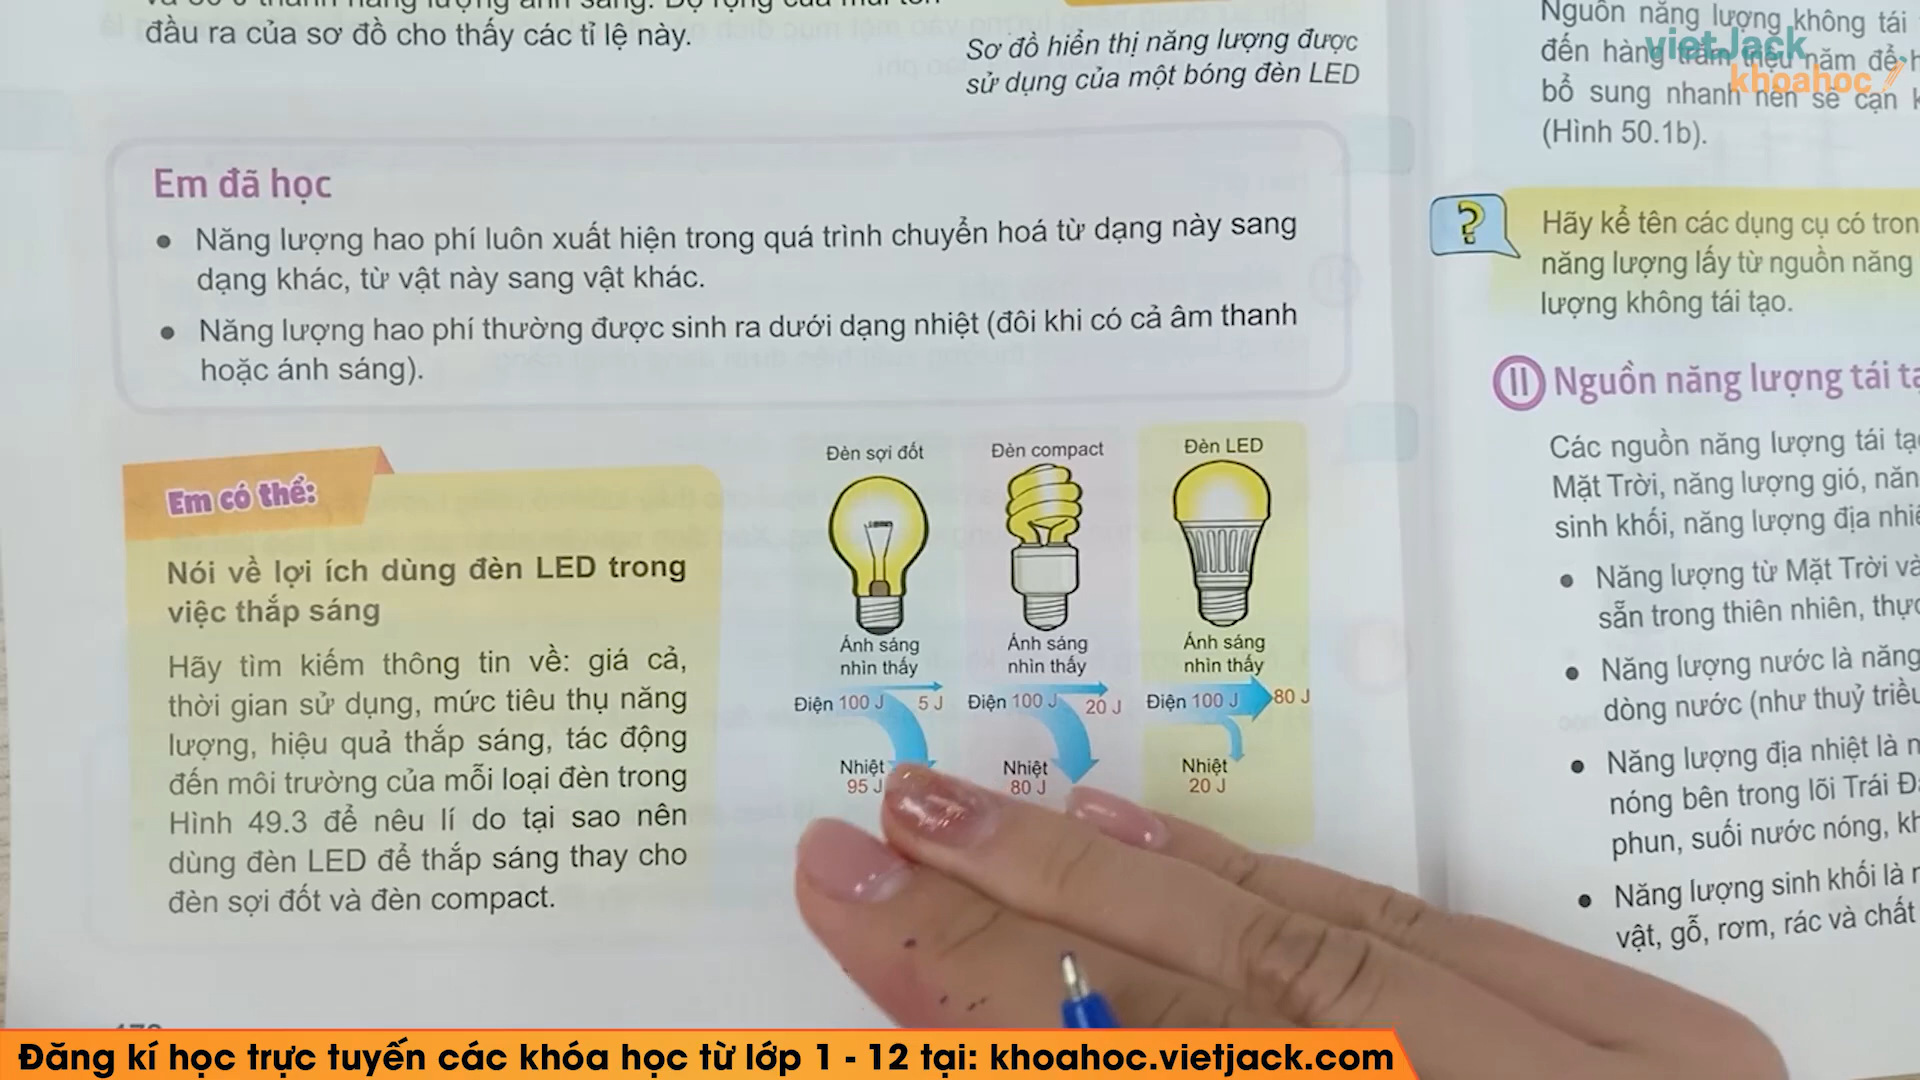 đầu ra của sơ đồ cho thấy các tỉ lệ này.
Sơ đồ hiển thị năng lượng được
sử dụng của một bóng đèn LED
Em đã học
• Năng lượng hao phí luôn xuất hiện trong quá trình chuyển hoá từ dạng này sang
dạng khác, từ vật này sang vật khác.
• Năng lượng hao phí thường được sinh ra dưới dạng nhiệt (đôi khi có cả âm thanh
hoặc ánh sáng).
Em có thể:
Nói về lợi ích dùng đèn LED trong
việc thắp sáng
Hãy tìm kiếm thông tin về: giá cả,
thời gian sử dụng, mức tiêu thụ năng
lượng, hiệu quả thắp sáng, tác động
đến môi trường của mỗi loại đèn trong
Hình 49.3 để nêu lí do tại sao nên
dùng đèn LED để thắp sáng thay cho
đèn sợi đốt và đèn compact.
Đèn sợi đốt
Ánh sáng
nhìn thấy
Điện 100 J 5 J
Nhiệt
95 J
Đèn compact
Ánh sáng
nhìn thấy
Điện 100 J 20 J
Nhiệt
80 J
Đèn LED
Ánh sáng
nhìn thấy
Điện 100 J 80 J
Nhiệt
20 J
Nguồn năng lượng không tái
đến hàng trăm triệu năm để
bổ sung nhanh nên sẽ cạn
(Hình 50.1b).
vietJack
khoahoc
?
Hãy kể tên các dụng cụ có
năng lượng lấy từ nguồn năng
lượng không tái tạo.
II Nguồn năng lượng tái
Các nguồn năng lượng tái
Mặt Trời, năng lượng gió,
sinh khối, năng lượng địa
• Năng lượng từ Mặt Trời
sẵn trong thiên nhiên,
• Năng lượng nước là năng
dòng nước (như thuỷ
• Năng lượng địa nhiệt là
nóng bên trong lõi Trái
phun, suối nước nóng,
• Năng lượng sinh khối là
vật, gỗ, rơm, rác và chất
Đăng kí học trực tuyến các khóa học từ lớp 1 - 12 tại: khoahoc.vietjack.com